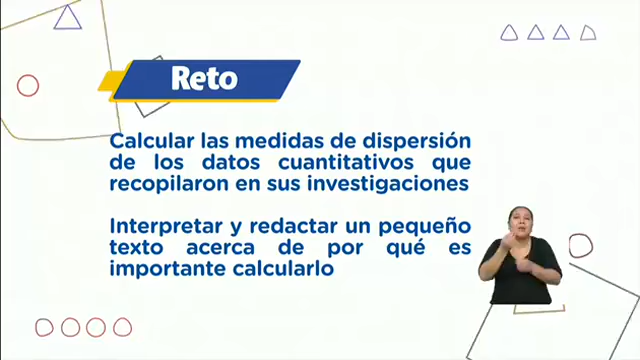 Reto
Calcular las medidas de dispersión
de los datos cuantitativos que
recopilaron en sus investigaciones
Interpretar y redactar un pequeño
texto acerca de por qué es
importante calcularlo